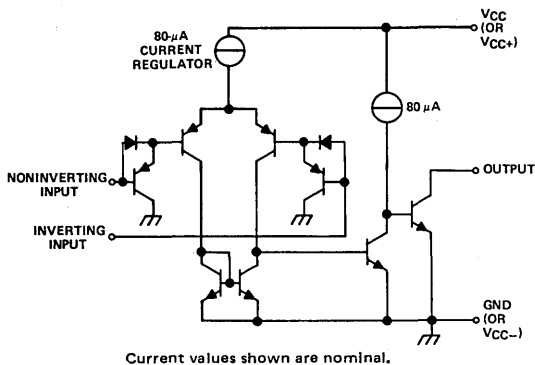 80-μA
CURRENT
REGULATOR
VCC
(OR
VCC+)
80 μA
NONINVERTING
INPUT
OUTPUT
INVERTING
INPUT
GND
(OR
VCC–)
Current values shown are nominal.